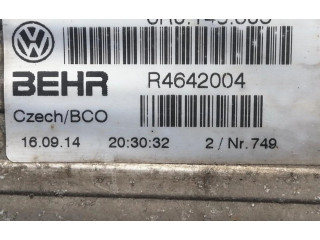 BEHR R4642004
Czech/BCO
16.09.14 20:30:32 2 / Nr. 749